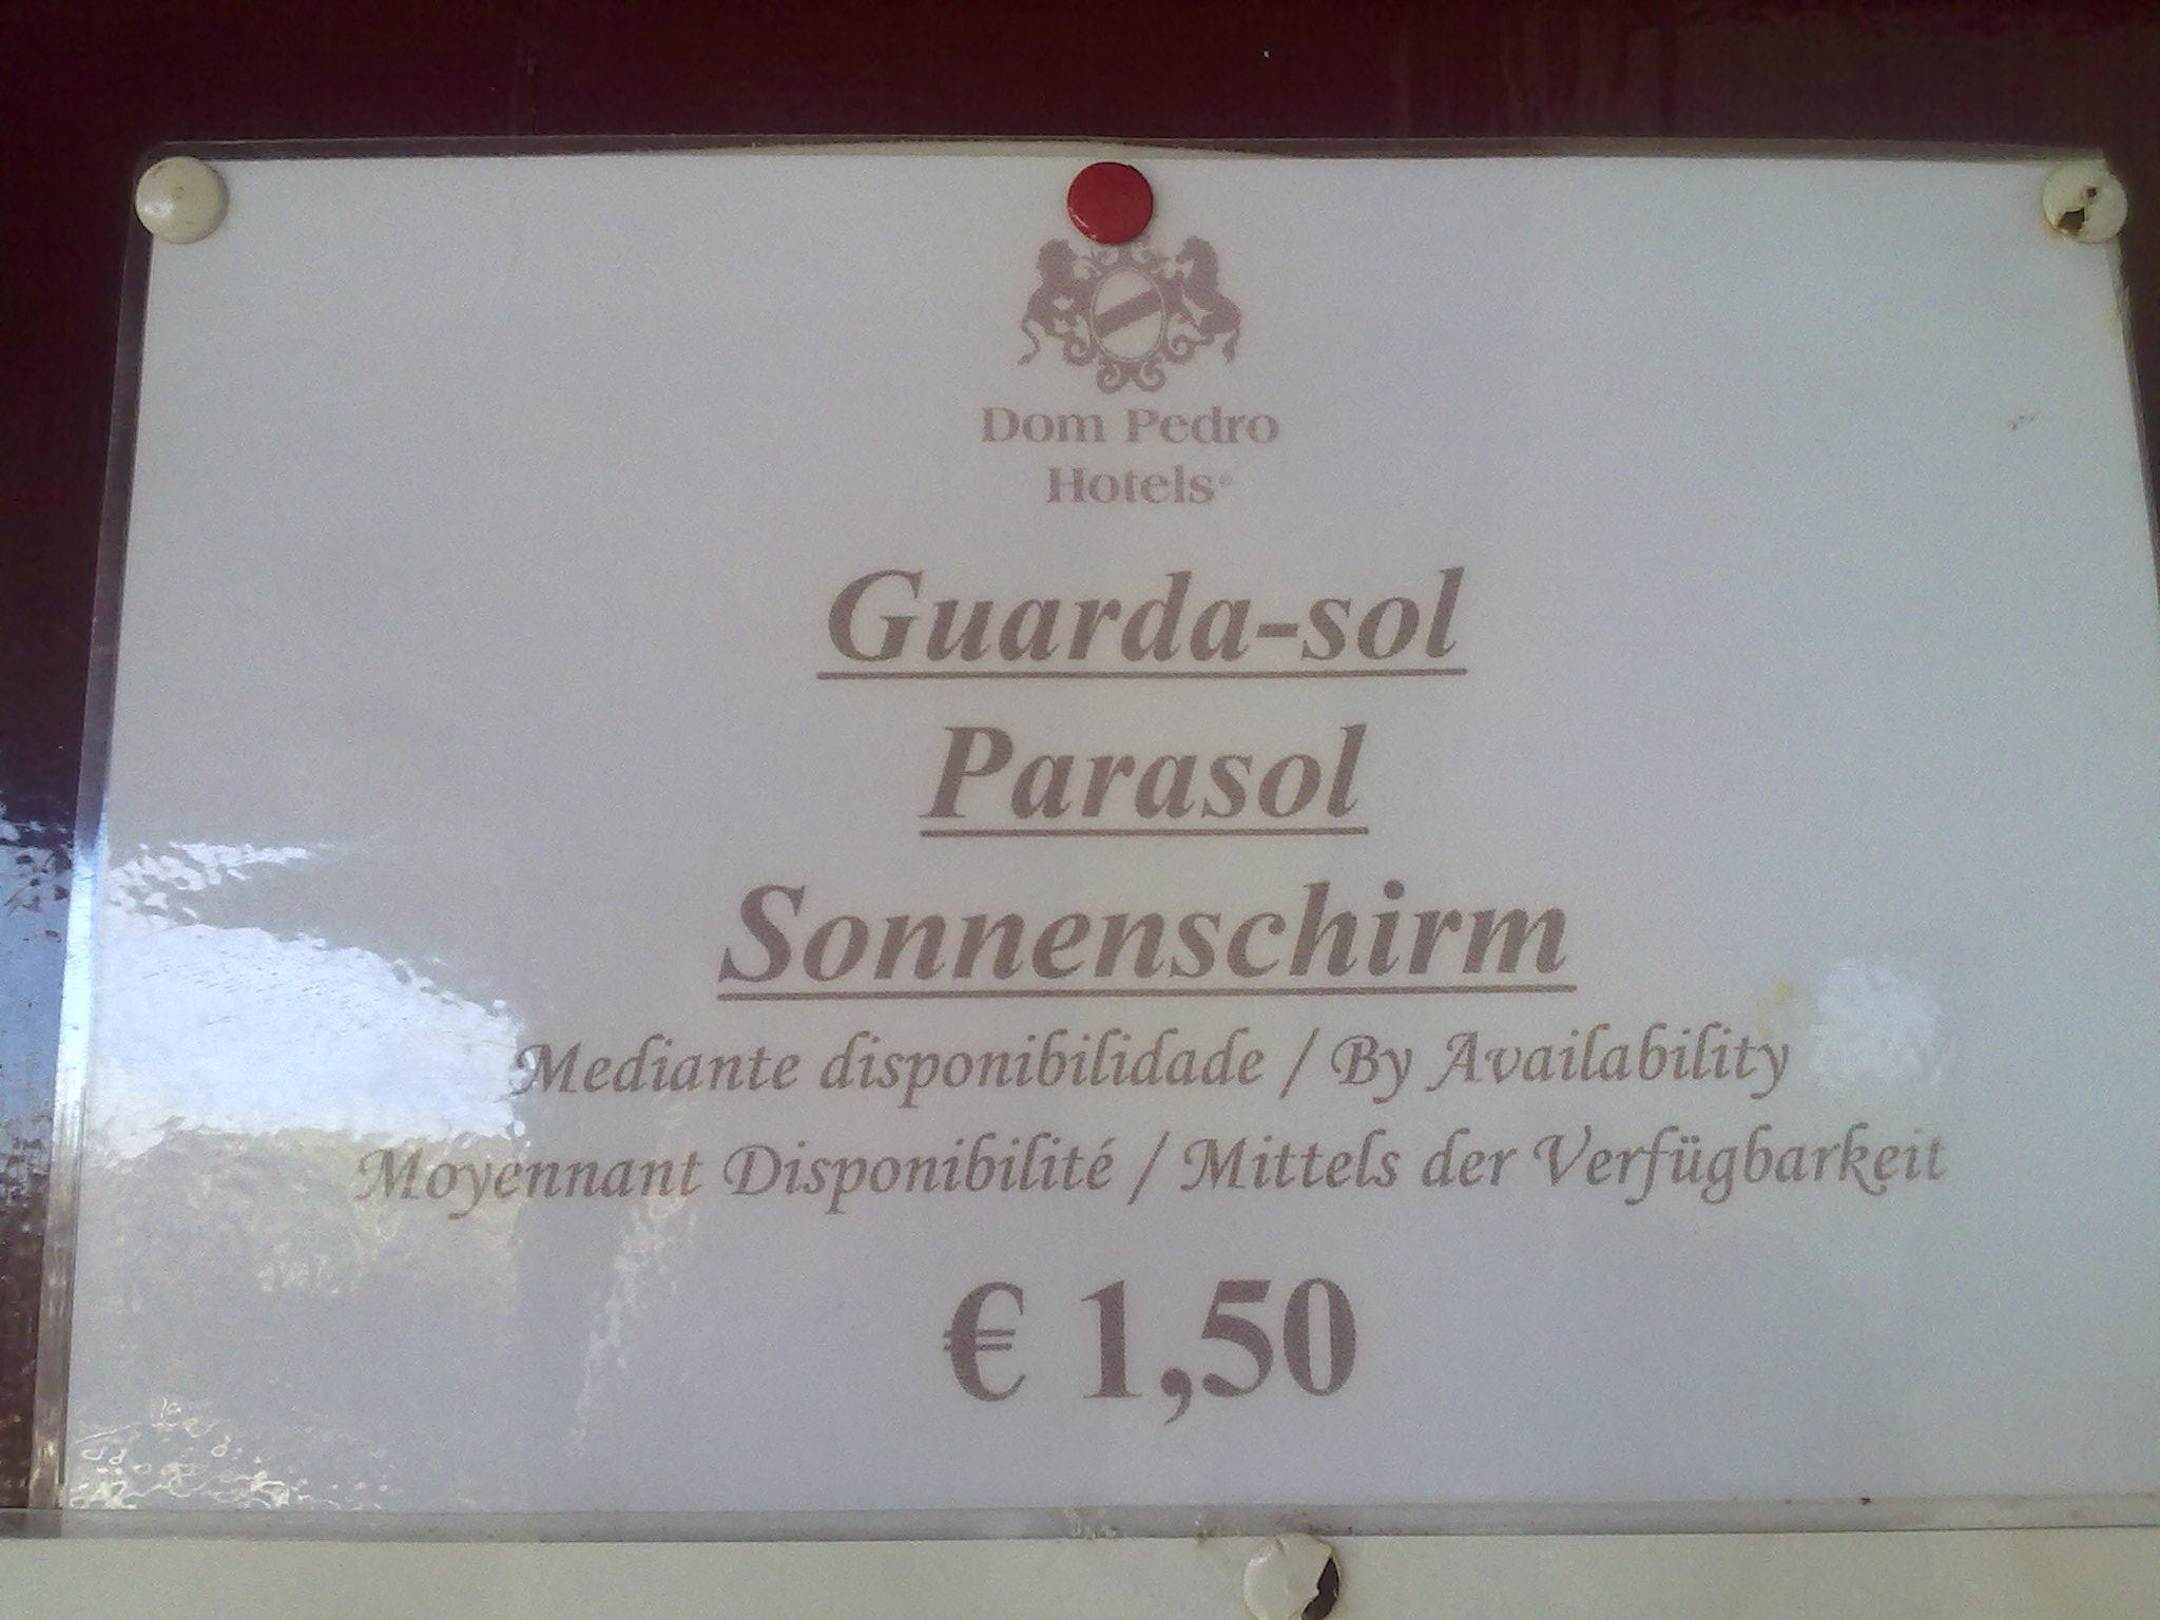 Dom Pedro
Hotels®
Guarda-sol
Parasol
Sonnenschirm
Mediante disponibilidade / By Availability
Moyennant Disponibilité / Mittels der Verfügbarkeit
€ 1,50